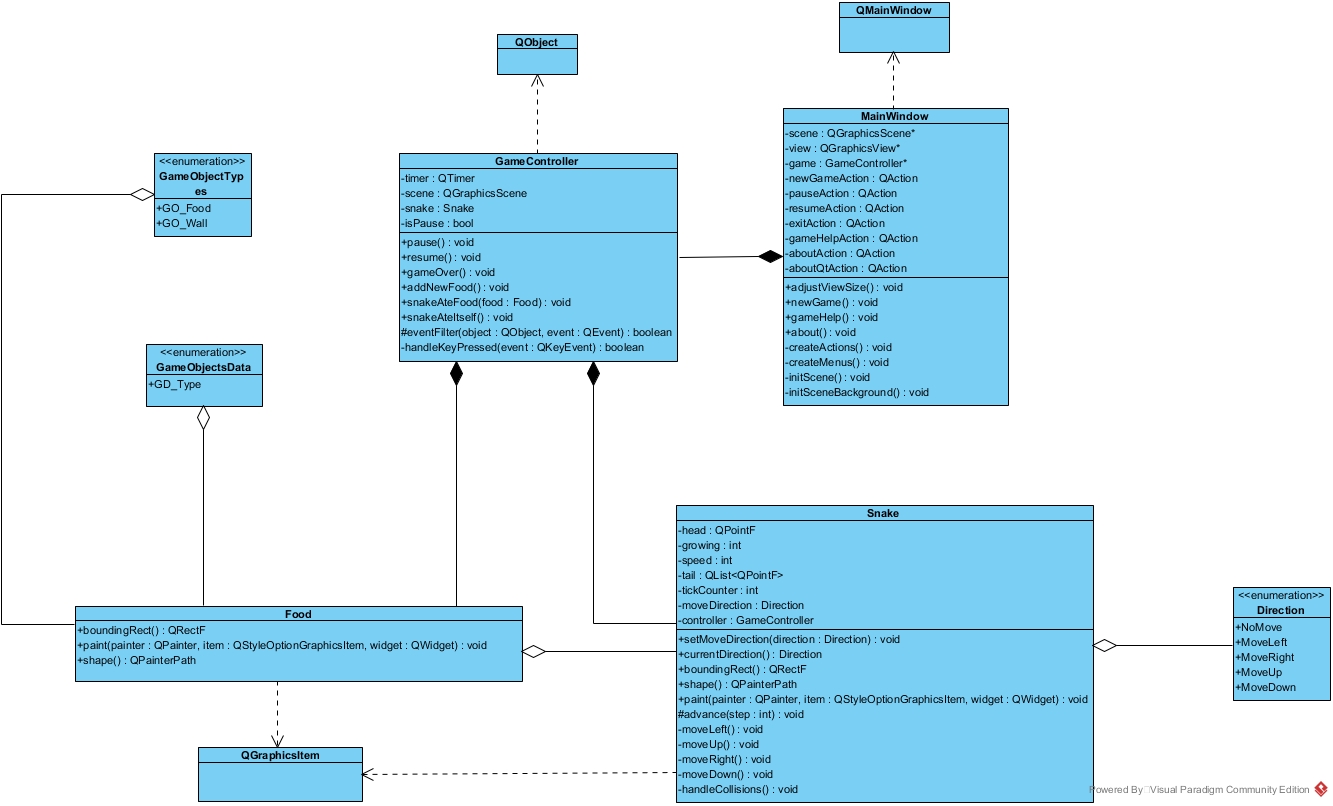 QMainWindow
QObject
MainWindow
-scene : QGraphicsScene*
-view : QGraphicsView*
-game : GameController*
-newGameAction : QAction
-pauseAction : QAction
-resumeAction : QAction
-exitAction : QAction
-gameHelpAction : QAction
-aboutAction : QAction
-aboutQtAction : QAction
+adjustViewSize() : void
+newGame() : void
+gameHelp() : void
+about() : void
-createActions() : void
-createMenus() : void
-initScene() : void
-initSceneBackground() : void
<<enumeration>>
GameObjectTyp
es
+GO_Food
+GO_Wall
GameController
-timer : QTimer
-scene : QGraphicsScene
-snake : Snake
-isPause : bool
+pause() : void
+resume() : void
+gameOver() : void
+addNewFood() : void
+snakeAteFood(food : Food) : void
+snakeAteItself() : void
#eventFilter(object : QObject, event : QEvent) : boolean
-handleKeyPressed(event : QKeyEvent) : boolean
<<enumeration>>
GameObjectsData
+GD_Type
Snake
-head : QPointF
-growing : int
-speed : int
-tail : QList<QPointF>
-tickCounter : int
-moveDirection : Direction
-controller : GameController
+setMoveDirection(direction : Direction) : void
+currentDirection() : Direction
+boundingRect() : QRectF
+shape() : QPainterPath
+paint(painter : QPainter, item : QStyleOptionGraphicsItem, widget : QWidget) : void
#advance(step : int) : void
-moveLeft() : void
-moveUp() : void
-moveRight() : void
-moveDown() : void
-handleCollisions() : void
<<enumeration>>
Direction
+NoMove
+MoveLeft
+MoveRight
+MoveUp
+MoveDown
Food
+boundingRect() : QRectF
+paint(painter : QPainter, item : QStyleOptionGraphicsItem, widget : QWidget) : void
+shape() : QPainterPath
QGraphicsItem
Powered By Visual Paradigm Community Edition